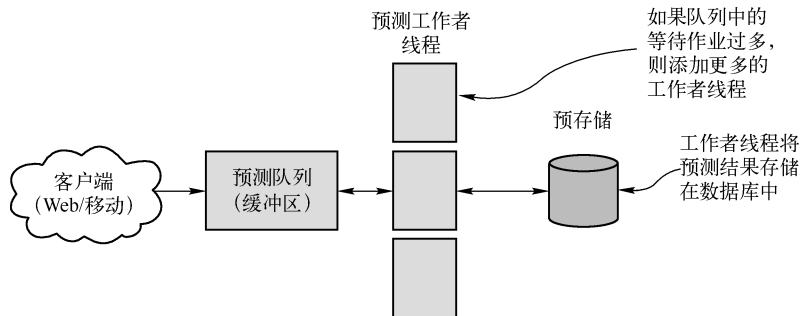 预测工作者
线程
如果队列中的
等待作业过多，
则添加更多的
工作者线程
预存储
工作者线程将
预测结果存储
在数据库中
客户端
（Web/移动）
预测队列
（缓冲区）